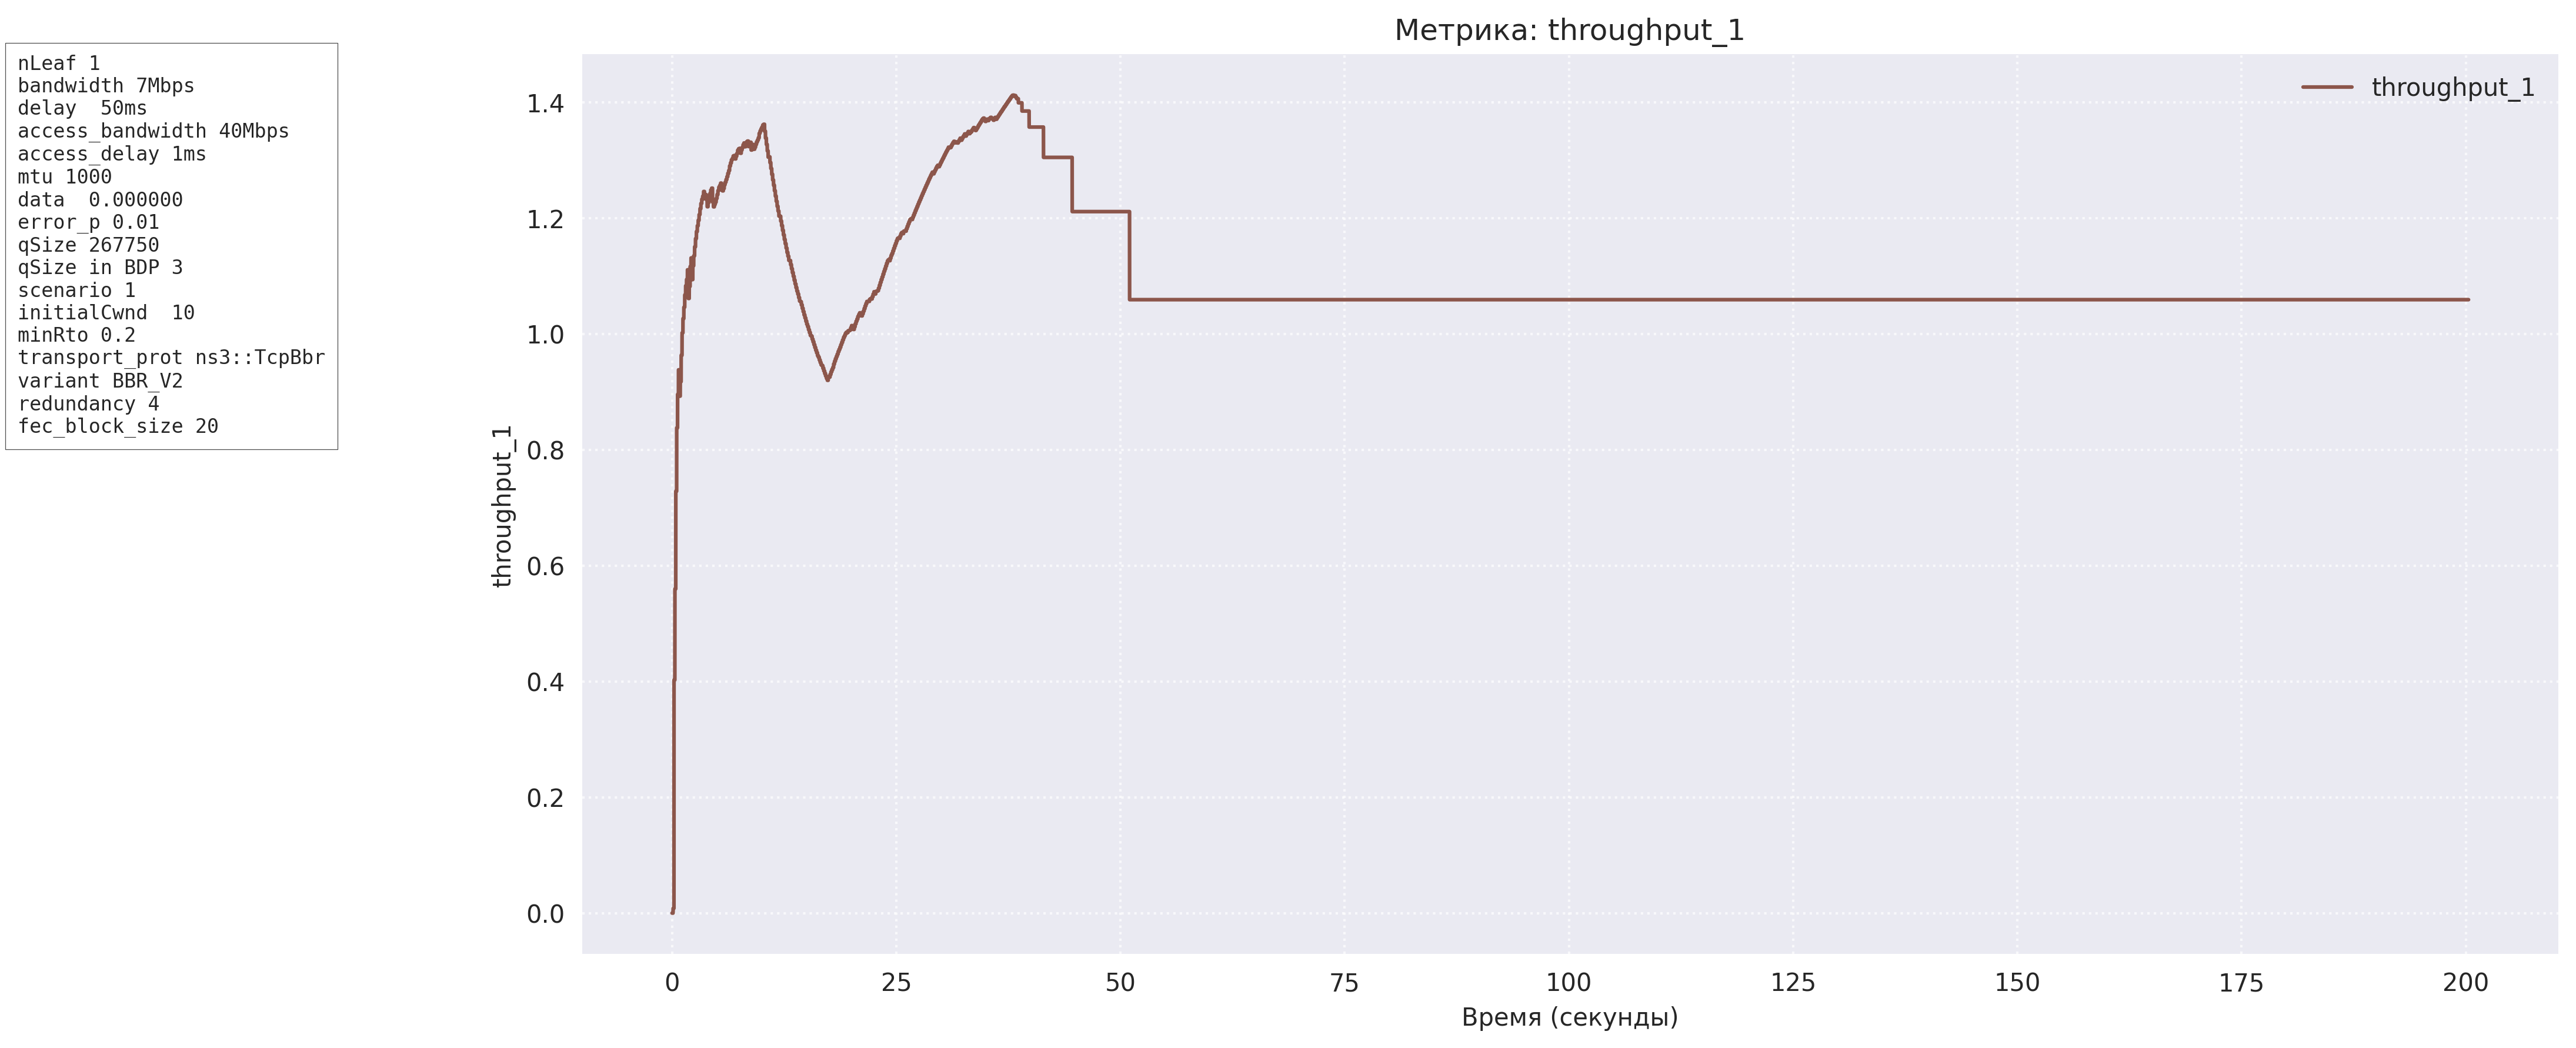 Метрика: throughput_1
nLeaf 1
bandwidth 7Mbps
delay  50ms
access_bandwidth 40Mbps
access_delay 1ms
mtu 1000
data  0.000000
error_p 0.01
qSize 267750
qSize in BDP 3
scenario 1
initialCwnd  10
minRto 0.2
transport_prot ns3::TcpBbr
variant BBR_V2
redundancy 4
fec_block_size 20
throughput_1
throughput_1
1.4
1.2
1.0
0.8
0.6
0.4
0.2
0.0
0 25 50 75 100 125 150 175 200
Время (секунды)